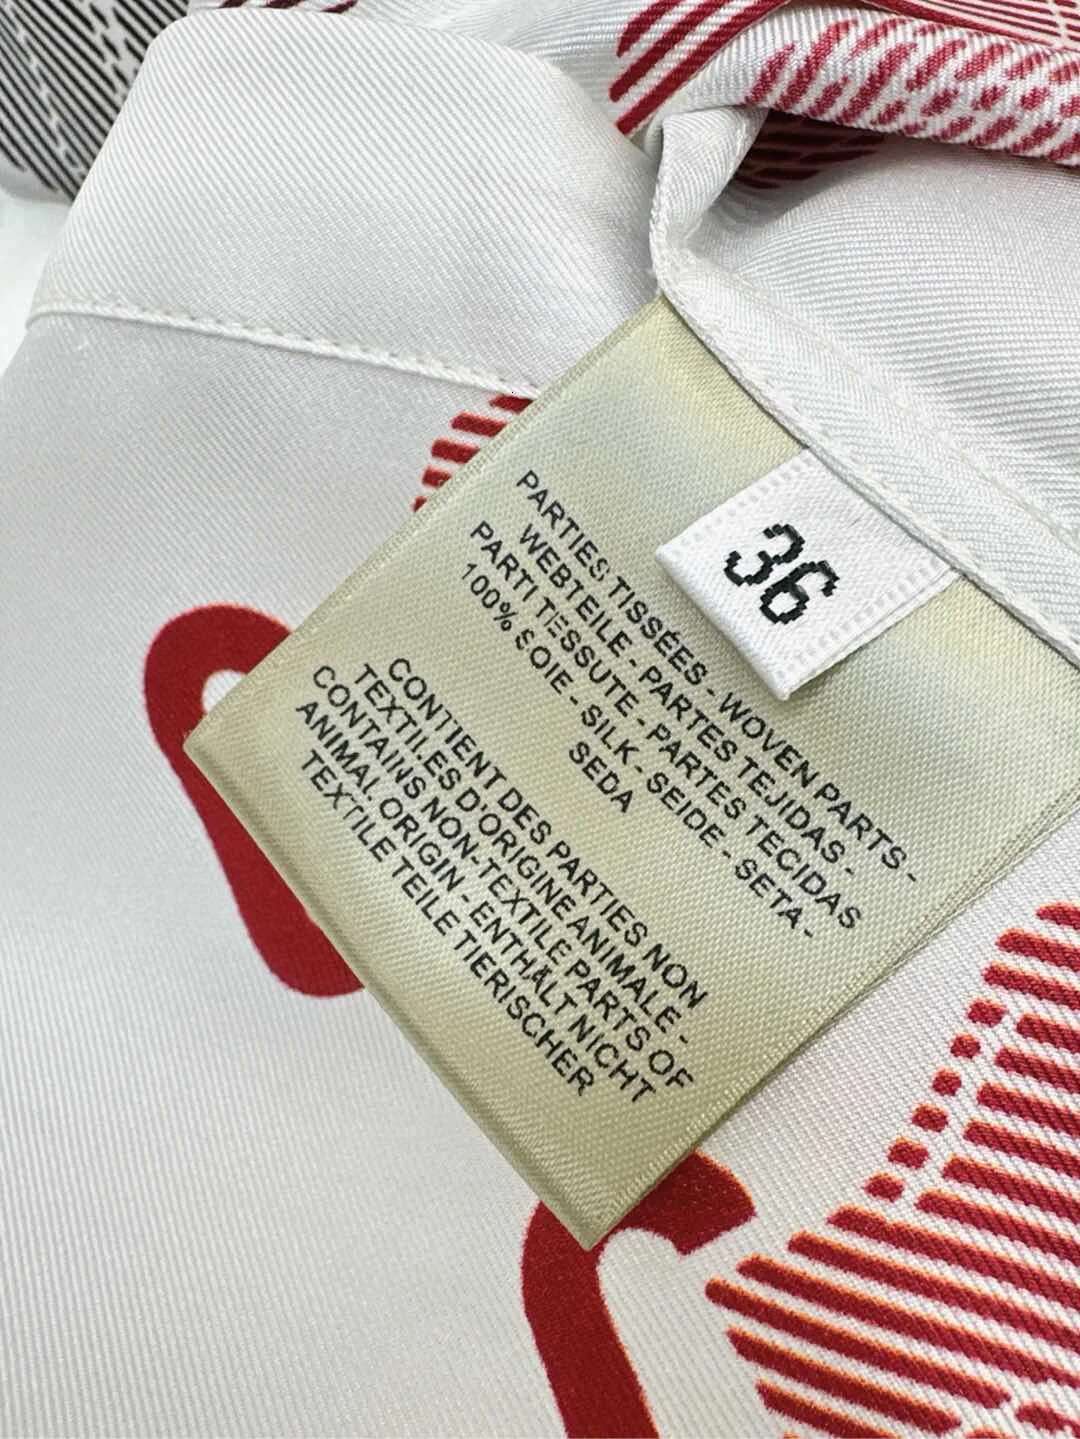 36
PARTIES TISSÉES - WOVEN PARTS -
WEBTEILE - PARTES TEJIDAS -
PARTI TESSUTE - PARTES TECIDAS
100% SOIE - SILK - SEIDE - SETA -
SEDA
CONTIENT DES PARTIES NON
TEXTILES D'ORIGINE ANIMALE -
CONTAINS NON-TEXTILE PARTS OF
ANIMAL ORIGIN - ENTHÄLT NICHT
TEXTILE TEILE TIERISCHER